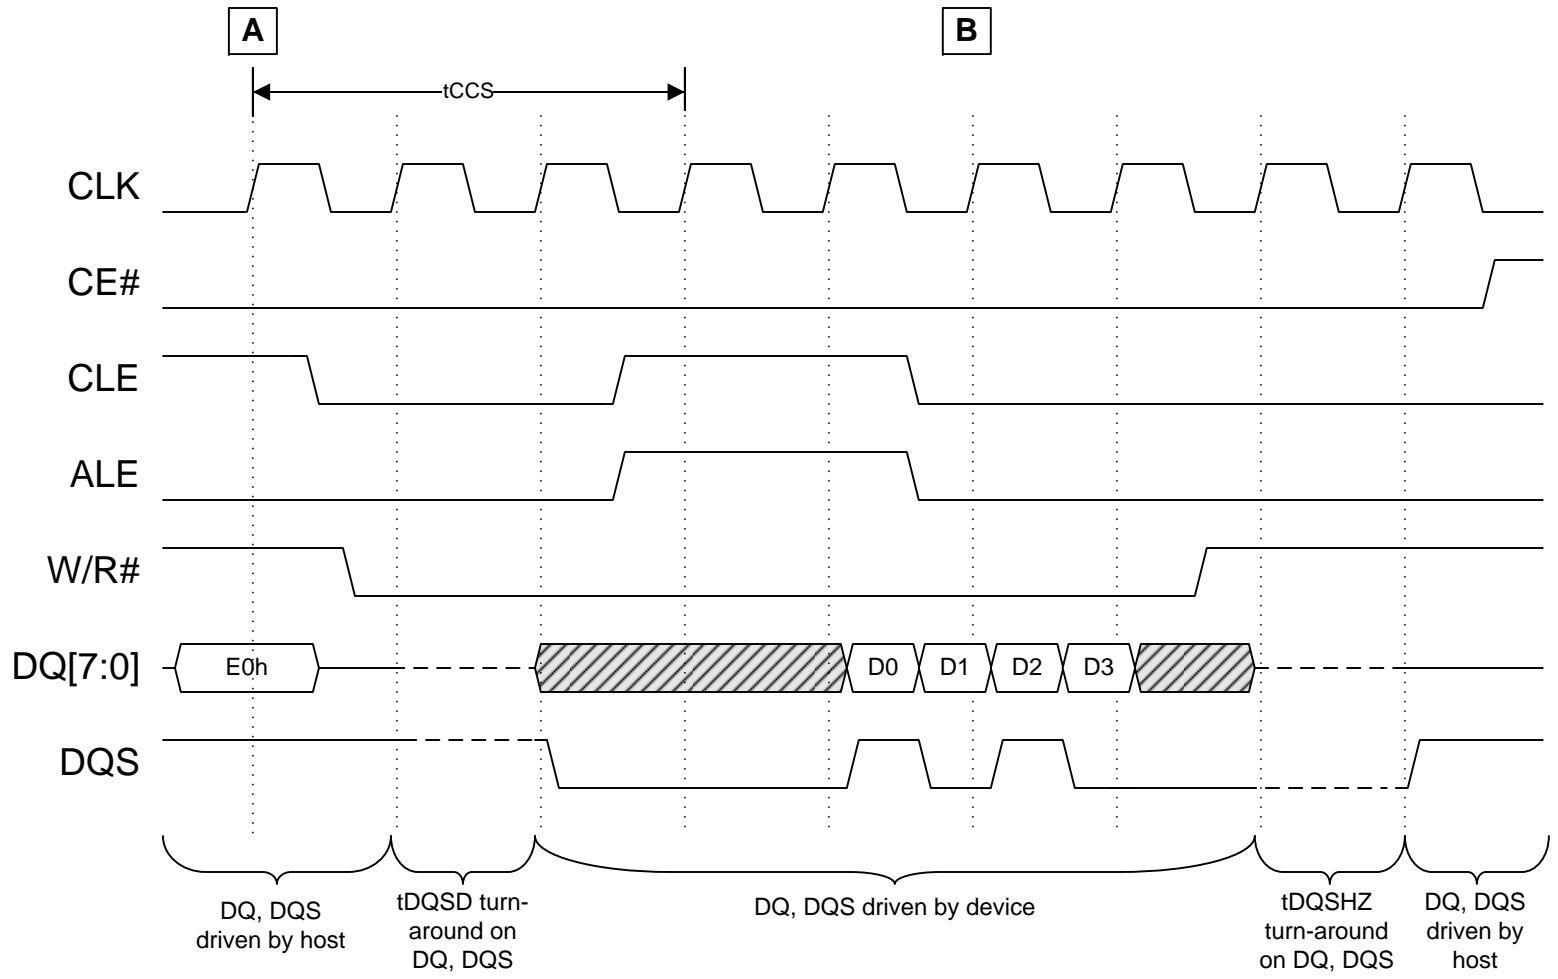 A
B
tCCS
CLK
CE#
CLE
ALE
W/R#
DQ[7:0]
E0h
D0
D1
D2
D3
DQS
DQ, DQS
driven by host
tDQSD turn-
around on
DQ, DQS
DQ, DQS driven by device
tDQSHZ
turn-around
on DQ, DQS
DQ, DQS
driven by
host